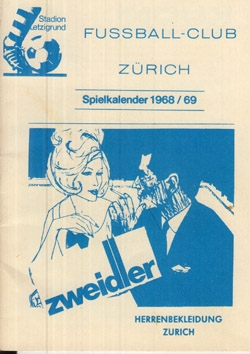 Stadion
Letzigrund
FUSSBALL-CLUB
ZÜRICH
Spielkalender 1968/69
zweidler
HERRENBEKLEIDUNG
ZURICH